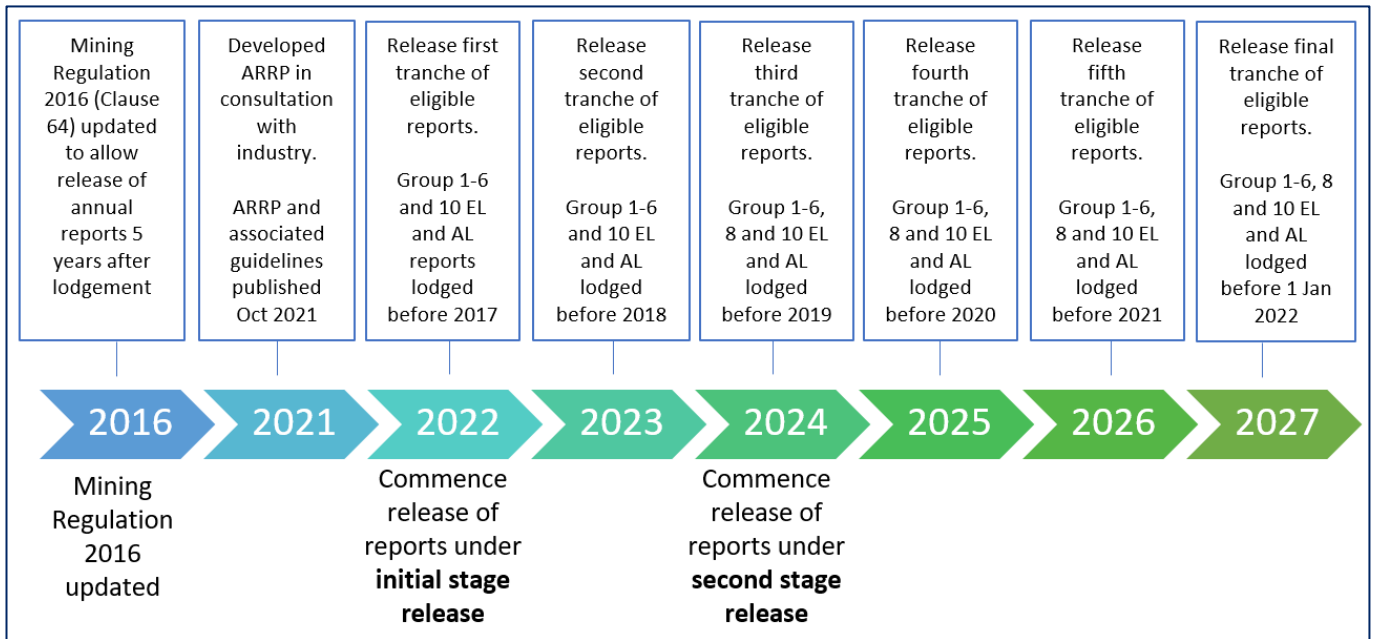 Mining
Regulation
2016 (Clause
64) updated
to allow
release of
annual
reports 5
years after
lodgement
Developed
ARRP in
consultation
with
industry.
ARRP and
associated
guidelines
published
Oct 2021
Release first
tranche of
eligible
reports.
Group 1-6
and 10 EL
and AL
reports
lodged
before 2017
Release
second
tranche of
eligible
reports.
Group 1-6
and 10 EL
and AL
lodged
before 2018
Release
third
tranche of
eligible
reports.
Group 1-6,
8 and 10 EL
and AL
lodged
before 2019
Release
fourth
tranche of
eligible
reports.
Group 1-6,
8 and 10 EL
and AL
lodged
before 2020
Release
fifth
tranche of
eligible
reports.
Group 1-6,
8 and 10 EL
and AL
lodged
before 2021
Release final
tranche of
eligible
reports.
Group 1-6, 8
and 10 EL
and AL
lodged
before 1 Jan
2022
2016
2021
2022
2023
2024
2025
2026
2027
Mining
Regulation
2016
updated
Commence
release of
reports under
initial stage
release
Commence
release of
reports under
second stage
release